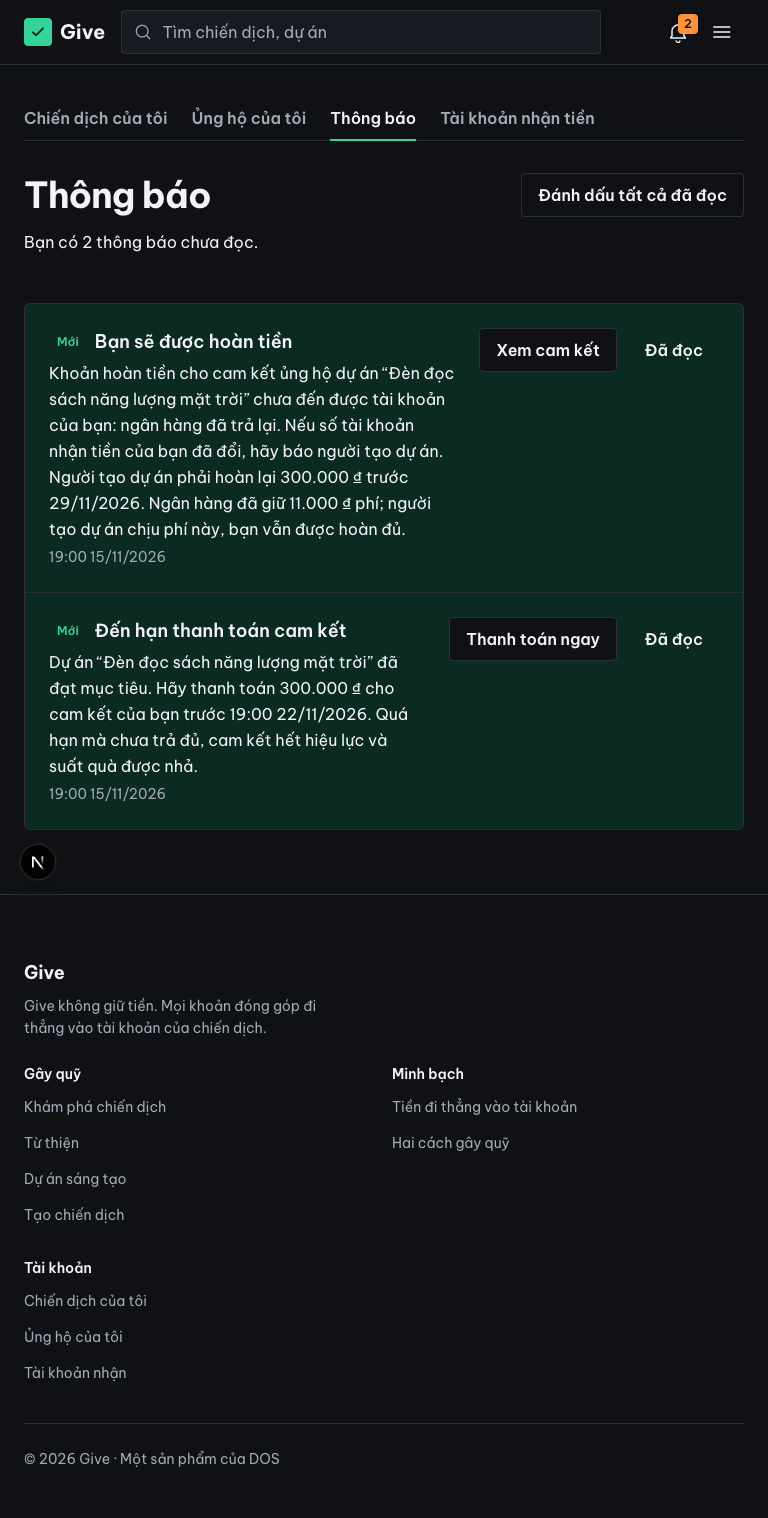 Give
Tìm chiến dịch, dự án
2
Chiến dịch của tôi
Ủng hộ của tôi
Thông báo
Tài khoản nhận tiền
Thông báo
Đánh dấu tất cả đã đọc
Bạn có 2 thông báo chưa đọc.
Mới
Bạn sẽ được hoàn tiền
Xem cam kết
Đã đọc
Khoản hoàn tiền cho cam kết ủng hộ dự án “Đèn đọc
sách năng lượng mặt trời” chưa đến được tài khoản
của bạn: ngân hàng đã trả lại. Nếu số tài khoản
nhận tiền của bạn đã đổi, hãy báo người tạo dự án.
Người tạo dự án phải hoàn lại 300.000 ₫ trước
29/11/2026. Ngân hàng đã giữ 11.000 ₫ phí; người
tạo dự án chịu phí này, bạn vẫn được hoàn đủ.
19:00 15/11/2026
Mới
Đến hạn thanh toán cam kết
Thanh toán ngay
Đã đọc
Dự án “Đèn đọc sách năng lượng mặt trời” đã
đạt mục tiêu. Hãy thanh toán 300.000 ₫ cho
cam kết của bạn trước 19:00 22/11/2026. Quá
hạn mà chưa trả đủ, cam kết hết hiệu lực và
suất quà được nhả.
19:00 15/11/2026
N
Give
Give không giữ tiền. Mọi khoản đóng góp đi
thẳng vào tài khoản của chiến dịch.
Gây quỹ
Khám phá chiến dịch
Từ thiện
Dự án sáng tạo
Tạo chiến dịch
Minh bạch
Tiền đi thẳng vào tài khoản
Hai cách gây quỹ
Tài khoản
Chiến dịch của tôi
Ủng hộ của tôi
Tài khoản nhận
© 2026 Give · Một sản phẩm của DOS